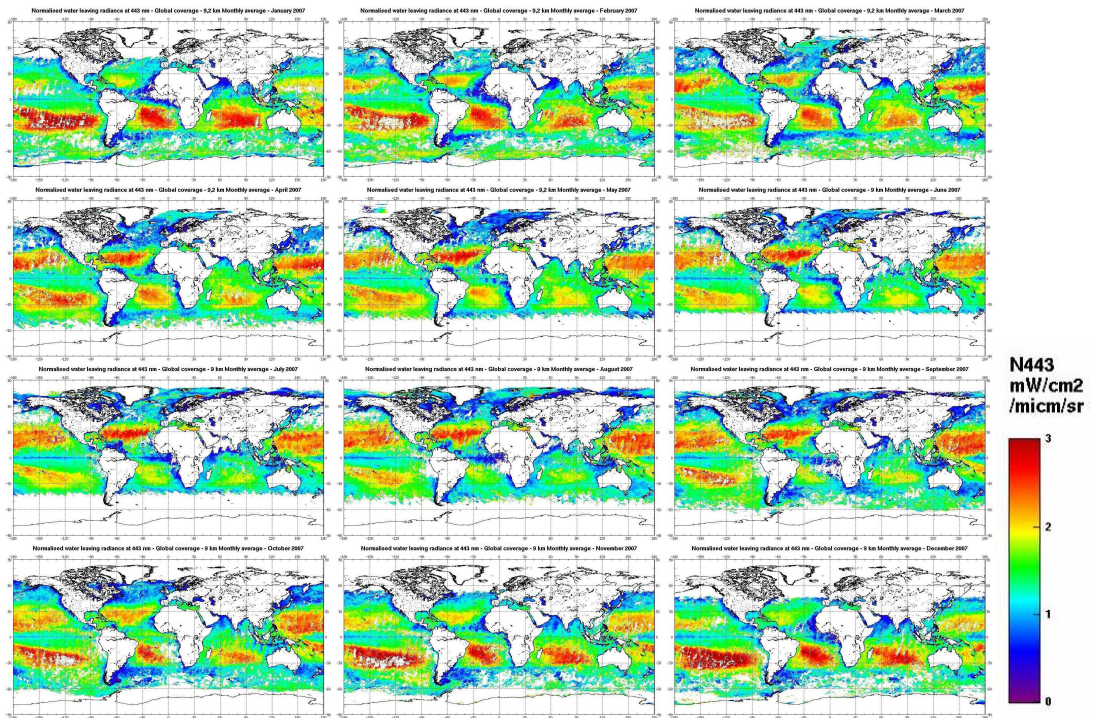 Normalised water leaving radiance at 443 nm - Global coverage - 9,2 km Monthly average - January 2007
Normalised water leaving radiance at 443 nm - Global coverage - 9,2 km Monthly average - February 2007
Normalised water leaving radiance at 443 nm - Global coverage - 9,2 km Monthly average - March 2007
Normalised water leaving radiance at 443 nm - Global coverage - 9,2 km Monthly average - April 2007
Normalised water leaving radiance at 443 nm - Global coverage - 9,2 km Monthly average - May 2007
Normalised water leaving radiance at 443 nm - Global coverage - 9 km Monthly average - June 2007
Normalised water leaving radiance at 443 nm - Global coverage - 9 km Monthly average - July 2007
Normalised water leaving radiance at 443 nm - Global coverage - 9 km Monthly average - August 2007
Normalised water leaving radiance at 443 nm - Global coverage - 9 km Monthly average - September 2007
Normalised water leaving radiance at 443 nm - Global coverage - 9 km Monthly average - October 2007
Normalised water leaving radiance at 443 nm - Global coverage - 9 km Monthly average - November 2007
Normalised water leaving radiance at 443 nm - Global coverage - 9 km Monthly average - December 2007
N443
mW/cm2
/micm/sr
3
2
1
0